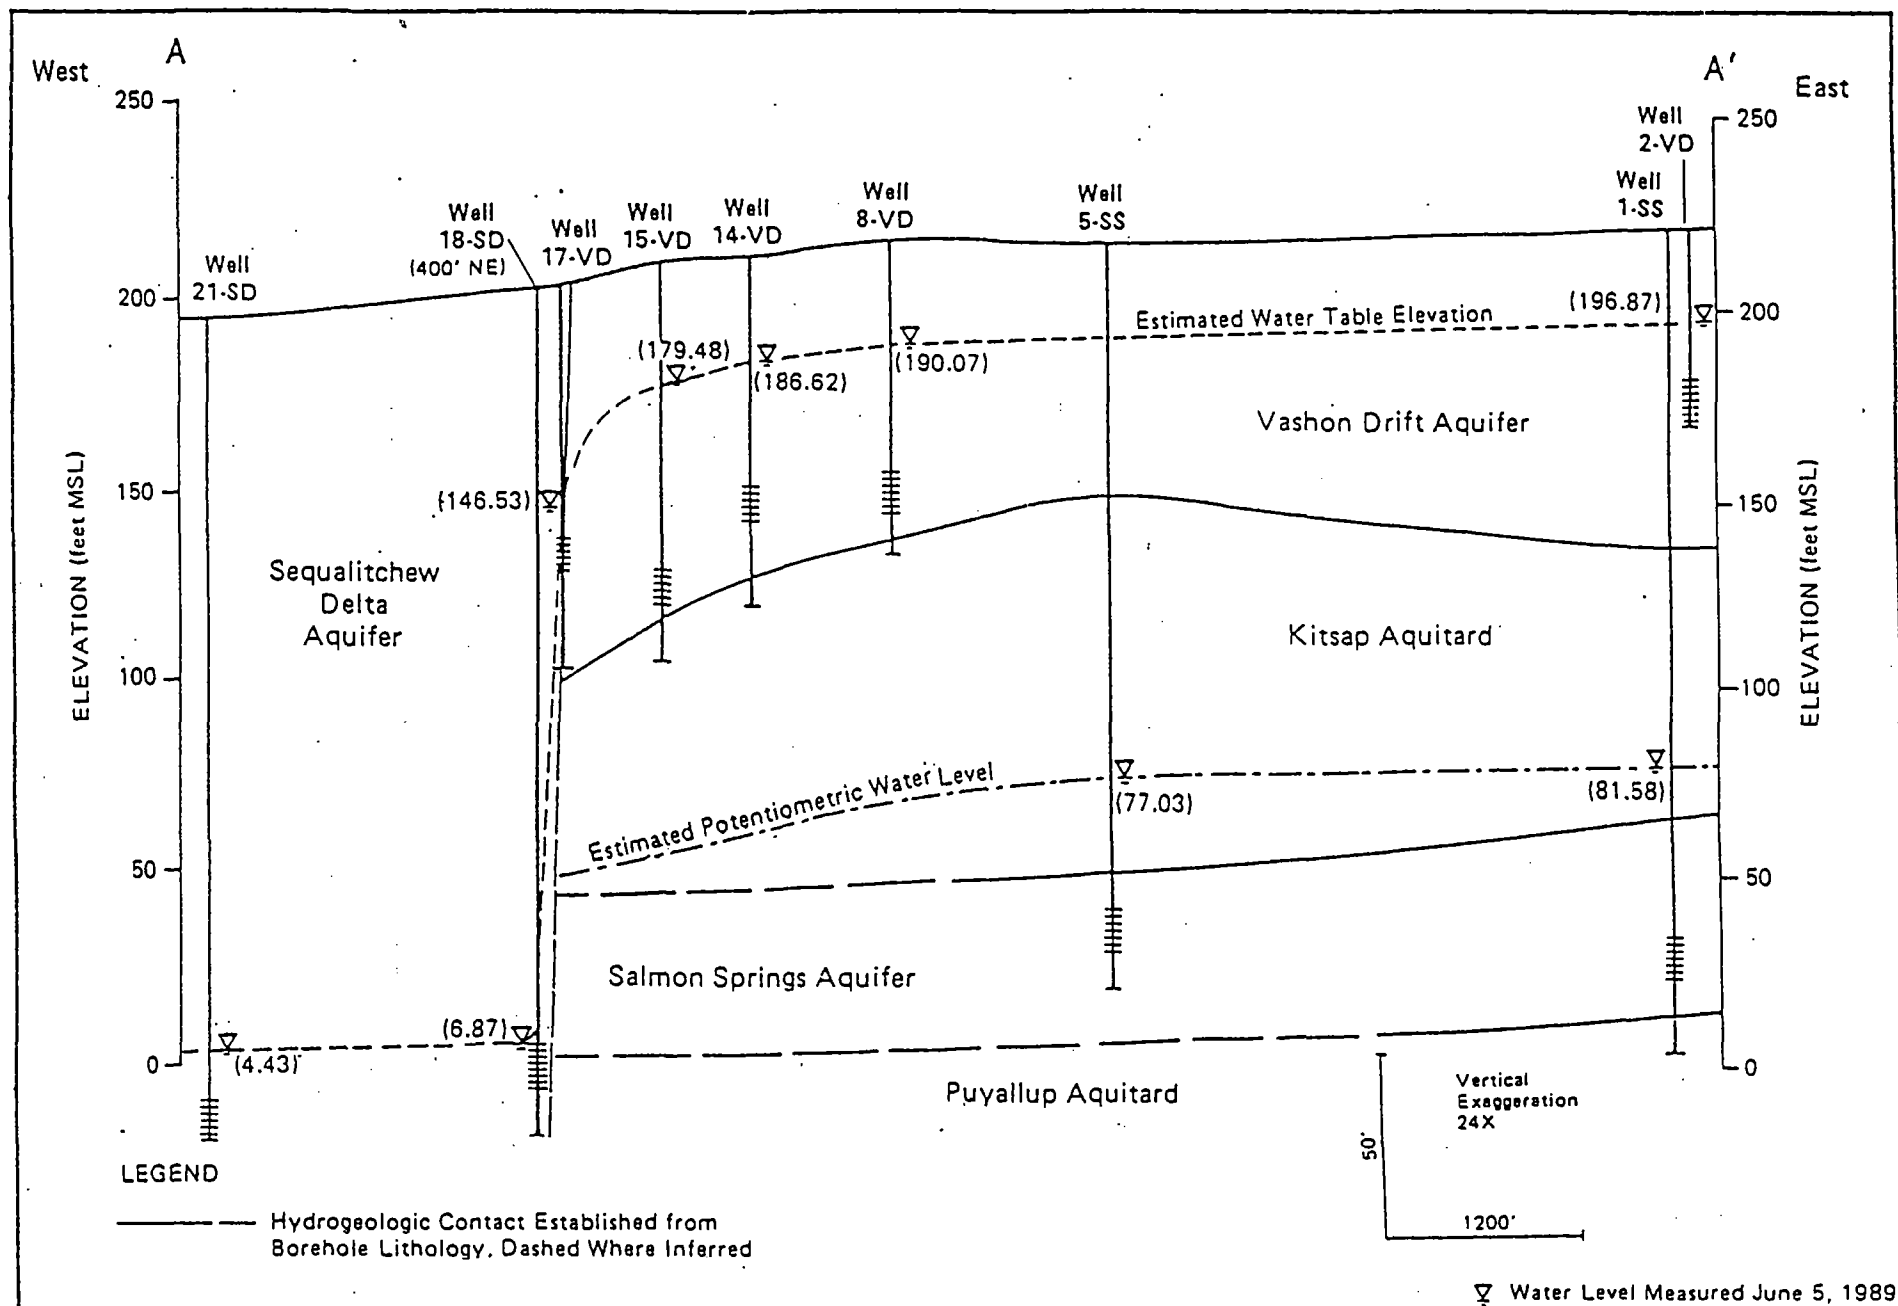 A
A'
West
East
250
200
150
100
50
0
ELEVATION (feet MSL)
Well
21-SD
Well
18-SD
(400' NE)
Well
17-VD
Well
15-VD
Well
14-VD
Well
8-VD
Well
5-SS
Well
2-VD
Well
1-SS
250
200
150
100
50
0
ELEVATION (feet MSL)
(196.87)
Estimated Water Table Elevation
(179.48)
(186.62)
(190.07)
Vashon Drift Aquifer
(146.53)
Sequalitchew
Delta
Aquifer
Kitsap Aquitard
Estimated Potentiometric Water Level
(77.03)
(81.58)
Salmon Springs Aquifer
(6.87)
(4.43)
Puyallup Aquitard
Vertical
Exaggeration
24X
50'
1200'
LEGEND
Hydrogeologic Contact Established from
Borehole Lithology, Dashed Where Inferred
Water Level Measured June 5, 1989